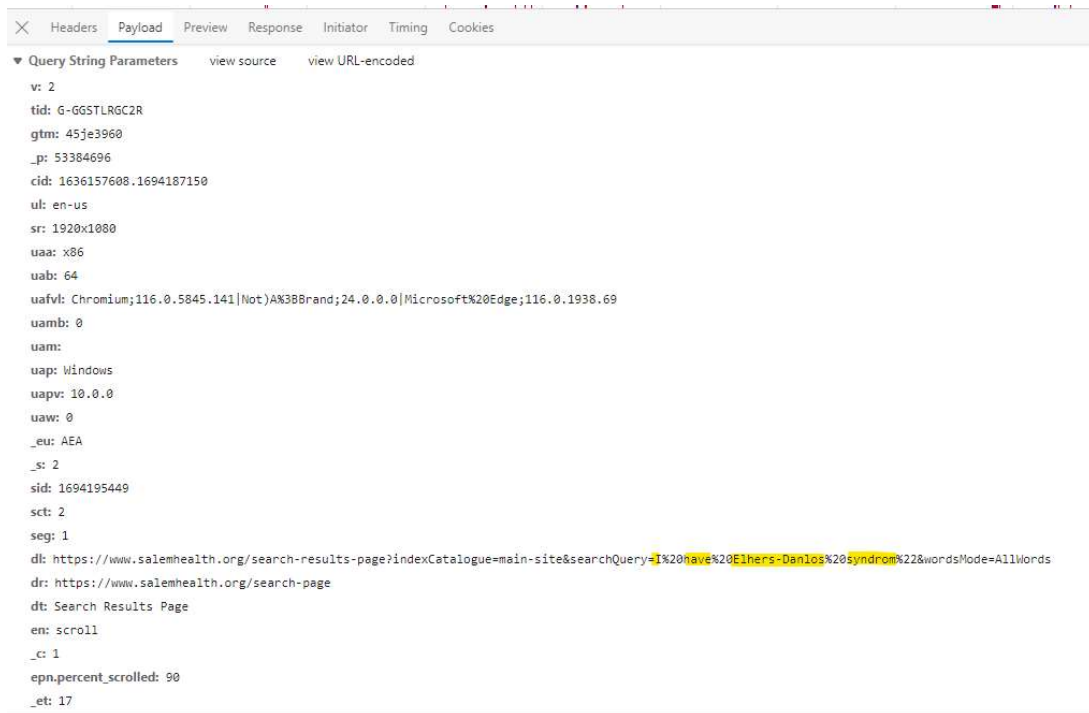 Headers Payload Preview Response Initiator Timing Cookies
Query String Parameters view source view URL-encoded
v: 2
tid: G-GGSTLRGC2R
gtm: 45je3960
_p: 53384696
cid: 1636157608.1694187150
ul: en-us
sr: 1920x1080
uaa: x86
uab: 64
uafvl: Chromium;116.0.5845.141|Not)A%3BBrand;24.0.0.0|Microsoft%20Edge;116.0.1938.69
uamb: 0
uam:
uap: Windows
uapv: 10.0.0
uaw: 0
_eu: AEA
_s: 2
sid: 1694195449
sct: 2
seg: 1
dl: https://www.salemhealth.org/search-results-page?indexCatalogue=main-site&searchQuery=I%20have%20Elhers-Danlos%20syndrom%22&wordsMode=AllWords
dr: https://www.salemhealth.org/search-page
dt: Search Results Page
en: scroll
_c: 1
epn.percent_scrolled: 90
_et: 17